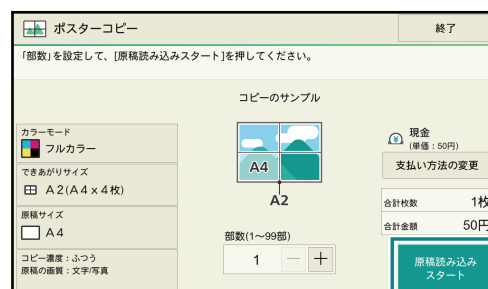 ポスターコピー
終了
「部数」を設定して、[原稿読み込みスタート]を押してください。
コピーのサンプル
カラーモード
フルカラー
できあがりサイズ
A2(A4 x 4枚)
原稿サイズ
A4
コピー濃度：ふつう
原稿の画質：文字/写真
A4
A2
部数(1〜99部)
1
− +
¥
現金
(単価：50円)
支払い方法の変更
合計枚数 1枚
合計金額 50円
原稿読み込み
スタート